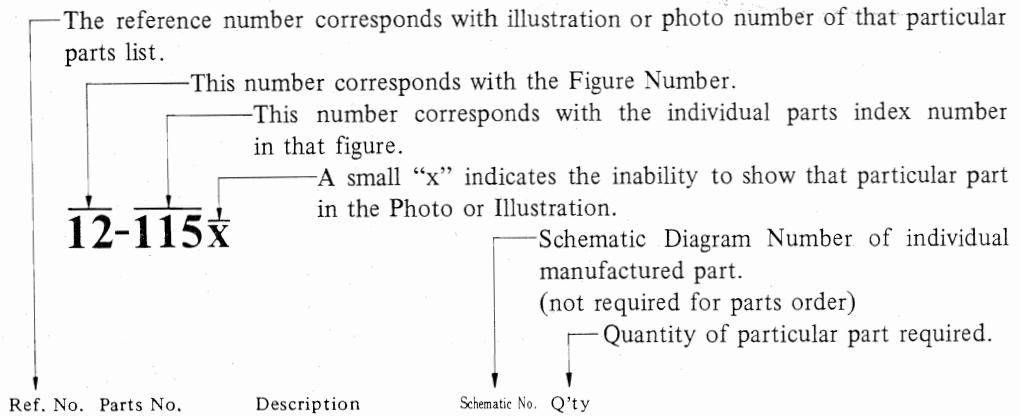 The reference number corresponds with illustration or photo number of that particular
parts list.
This number corresponds with the Figure Number.
This number corresponds with the individual parts index number
in that figure.
A small “x” indicates the inability to show that particular part
in the Photo or Illustration.
12-115x
Schematic Diagram Number of individual
manufactured part.
(not required for parts order)
Quantity of particular part required.
Ref. No. Parts No. Description Schematic No. Q'ty